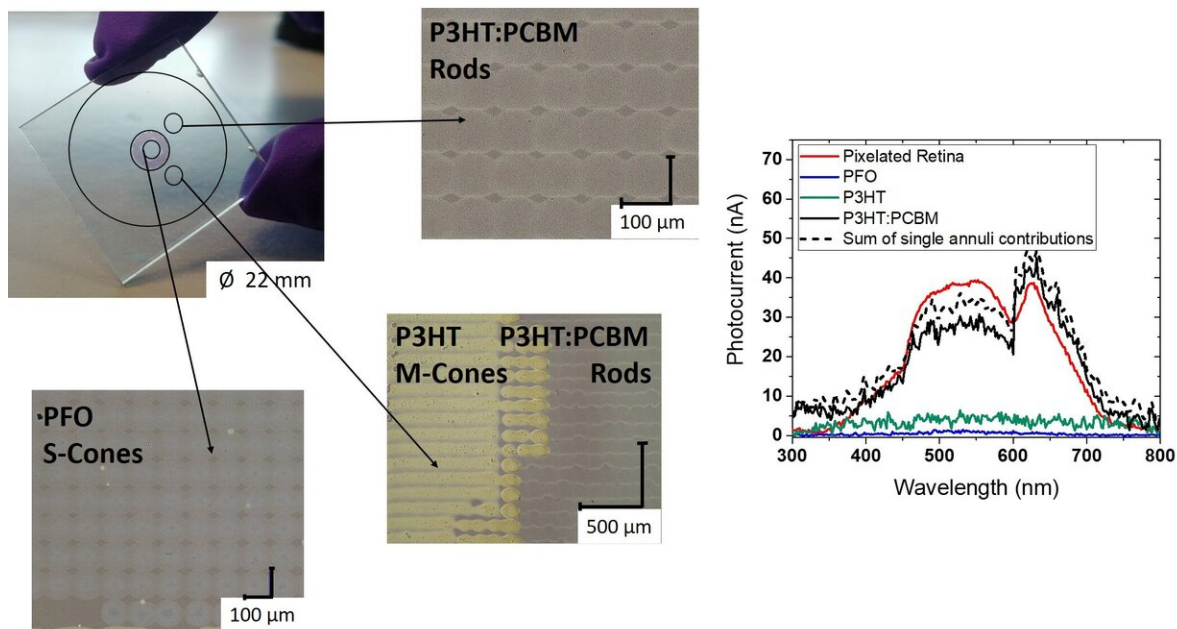 P3HT:PCBM
Rods
100 µm
Ø 22 mm
P3HT P3HT:PCBM
M-Cones Rods
500 µm
PFO
S-Cones
100 µm
Photocurrent (nA)
70
60
50
40
30
20
10
0
Pixelated Retina
PFO
P3HT
P3HT:PCBM
Sum of single annuli contributions
300 400 500 600 700 800
Wavelength (nm)